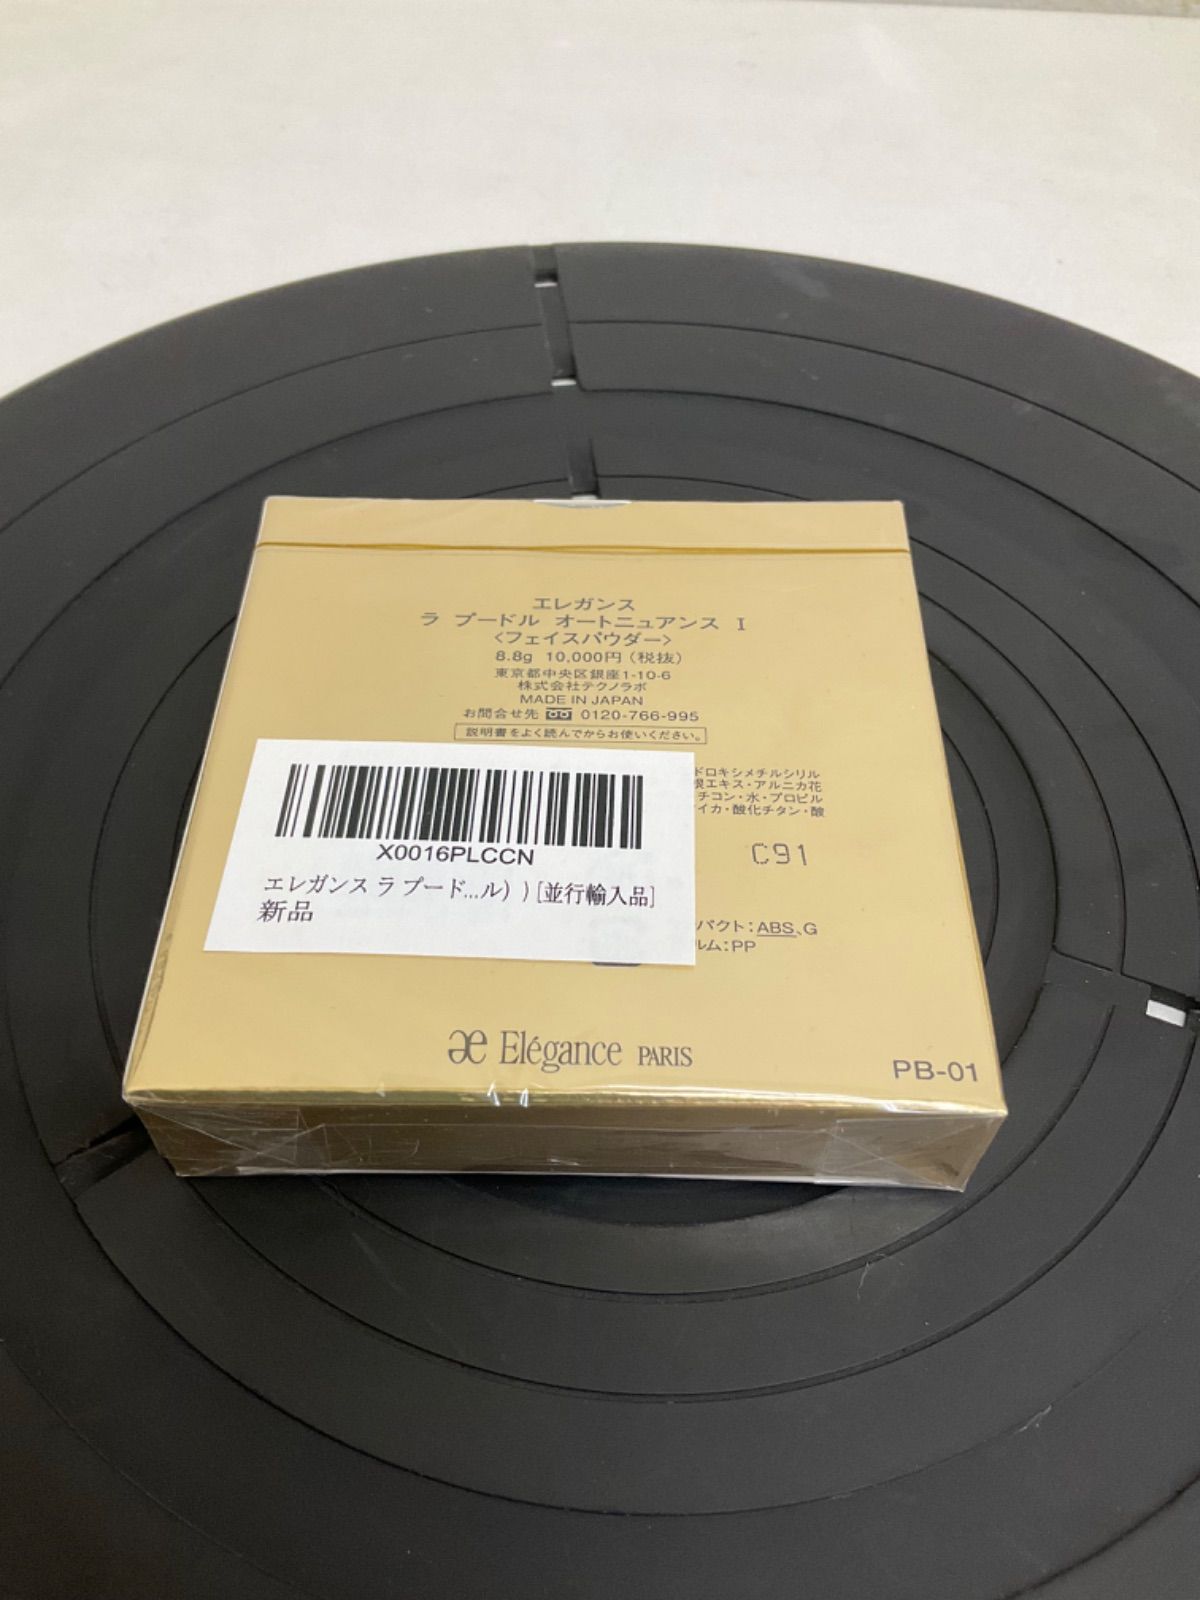 エレガンス
ラ プードル オートニュアンス I
<フェイスパウダー>
8.8g 10,000円(税抜)
東京都中央区銀座1-10-6
株式会社テクノラボ
MADE IN JAPAN
お問合せ先 0120-766-995
説明書をよく読んでからお使いください。
ドロキシメチルシリル
根エキス・アルニカ花
チコン・水・プロピル
イカ・酸化チタン・酸
X0016PLCCN
C91
エレガンス ラ プード...ル) ) [並行輸入品]
新品
パクト:ABS、G
ルム:PP
æ Elégance PARIS
PB-01